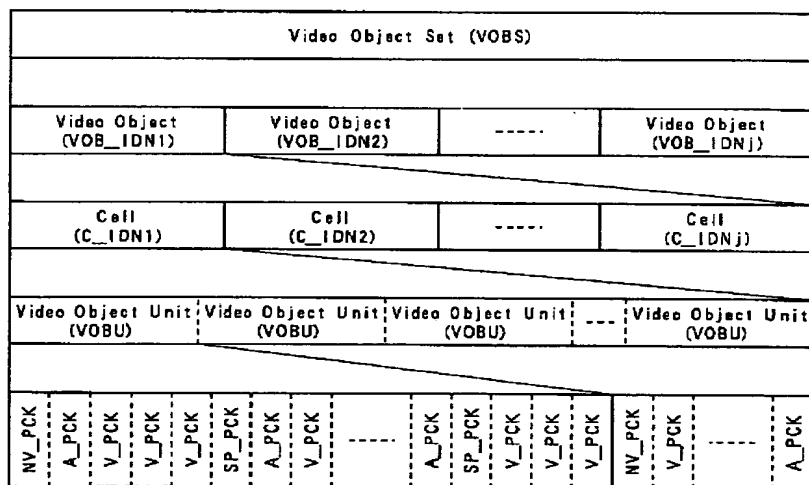 Video Object Set (VOBS)
Video Object Video Object ----- Video Object
(VOB_IDN1) (VOB_IDN2) (VOB_IDNj)
Cell Cell ----- Cell
(C_IDN1) (C_IDN2) (C_IDNj)
Video Object Unit Video Object Unit Video Object Unit ---- Video Object Unit
(VOBU) (VOBU) (VOBU) (VOBU)
NV_PCK
A_PCK
V_PCK
V_PCK
V_PCK
SP_PCK
A_PCK
V_PCK
-----
A_PCK
SP_PCK
V_PCK
V_PCK
V_PCK
NV_PCK
V_PCK
-----
A_PCK